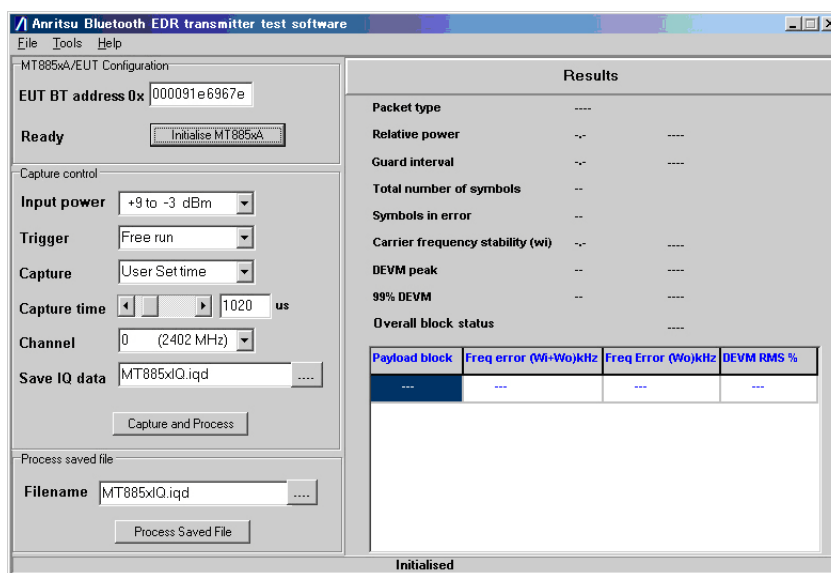 Anritsu Bluetooth EDR transmitter test software
File Tools Help
MT885xA/EUT Configuration
EUT BT address 0x 000091e6967e
Ready Initialise MT885xA
Capture control
Input power +9 to -3 dBm
Trigger Free run
Capture User Set time
Capture time 1020 us
Channel 0 (2402 MHz)
Save IQ data MT885xIQ.iqd ....
Capture and Process
Process saved file
Filename MT885xIQ.iqd ....
Process Saved File
Results
Packet type ----
Relative power -.- ----
Guard interval -.- ----
Total number of symbols --
Symbols in error --
Carrier frequency stability (wi) -.- ----
DEVM peak -- ----
99% DEVM -- ----
Overall block status ----
Payload block Freq error (Wi+Wo)kHz Freq Error (Wo)kHz DEVM RMS %
--- --- --- ---
Initialised